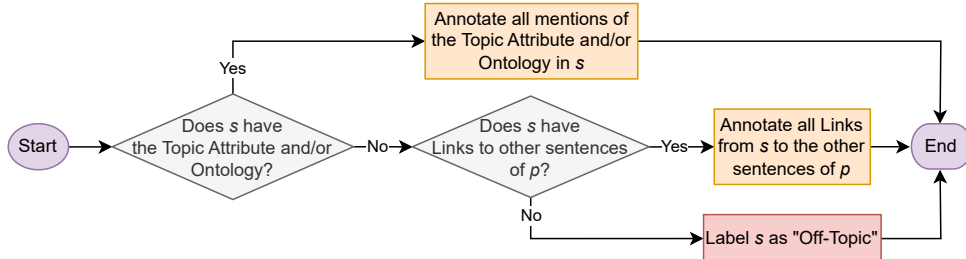 Annotate all mentions of
the Topic Attribute and/or
Ontology in s
Yes
Start
Does s have
the Topic Attribute and/or
Ontology?
No
Does s have
Links to other sentences
of p?
Yes
Annotate all Links
from s to the other
sentences of p
End
No
Label s as "Off-Topic"